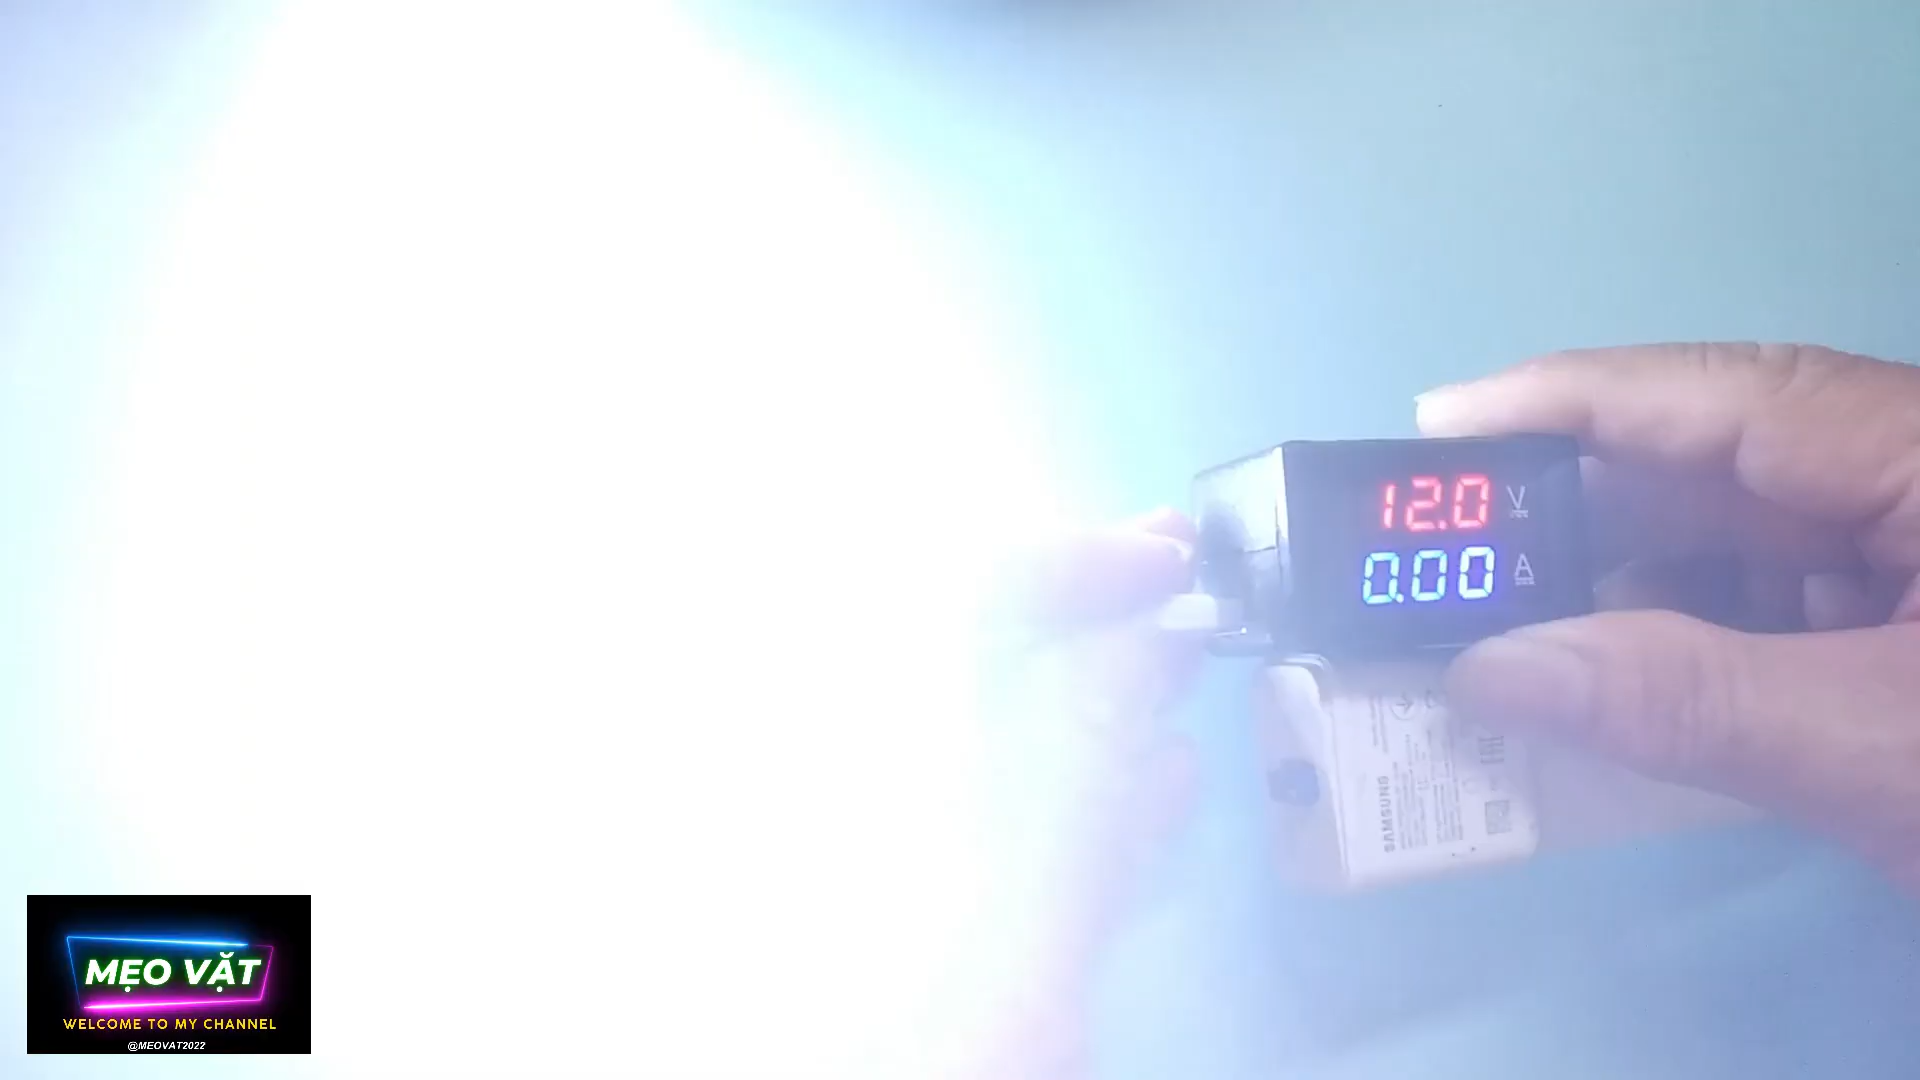 12.0 V
0.00 A
SAMSUNG
MẸO VẶT
WELCOME TO MY CHANNEL
@MEOVAT2022